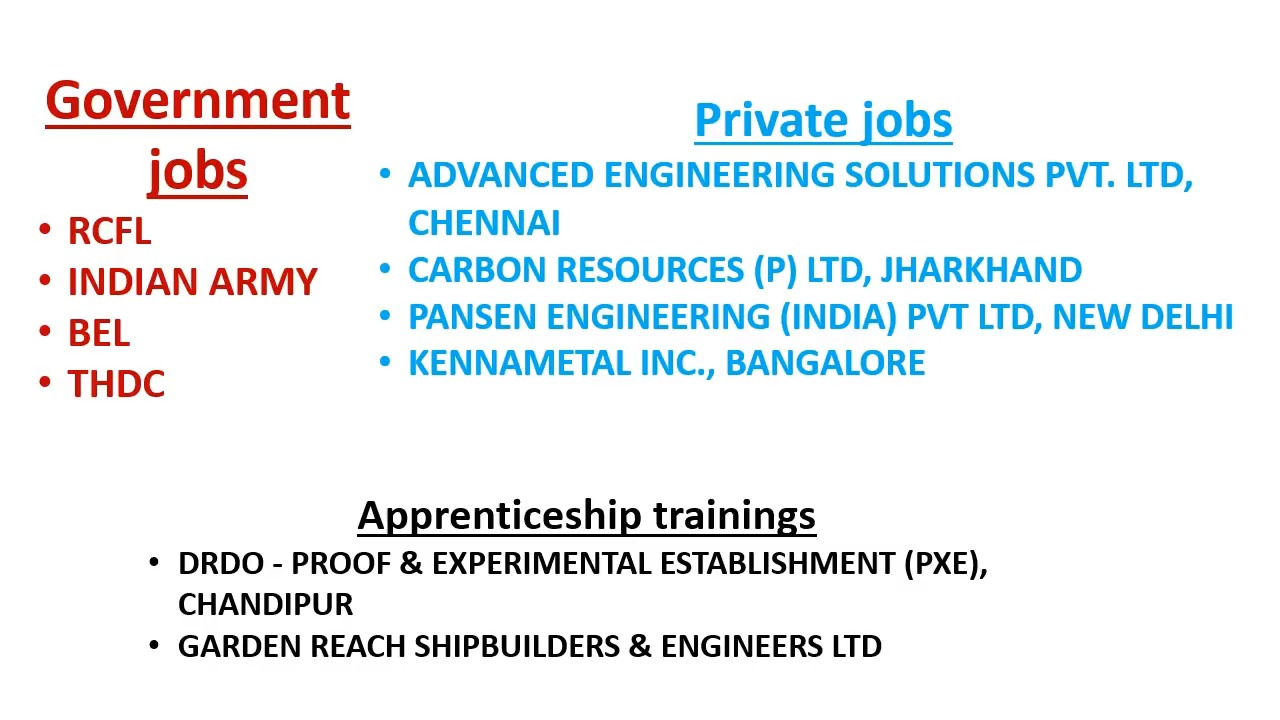 Government
jobs
• RCFL
• INDIAN ARMY
• BEL
• THDC
Private jobs
• ADVANCED ENGINEERING SOLUTIONS PVT. LTD,
CHENNAI
• CARBON RESOURCES (P) LTD, JHARKHAND
• PANSEN ENGINEERING (INDIA) PVT LTD, NEW DELHI
• KENNAMETAL INC., BANGALORE
Apprenticeship trainings
• DRDO - PROOF & EXPERIMENTAL ESTABLISHMENT (PXE),
CHANDIPUR
• GARDEN REACH SHIPBUILDERS & ENGINEERS LTD